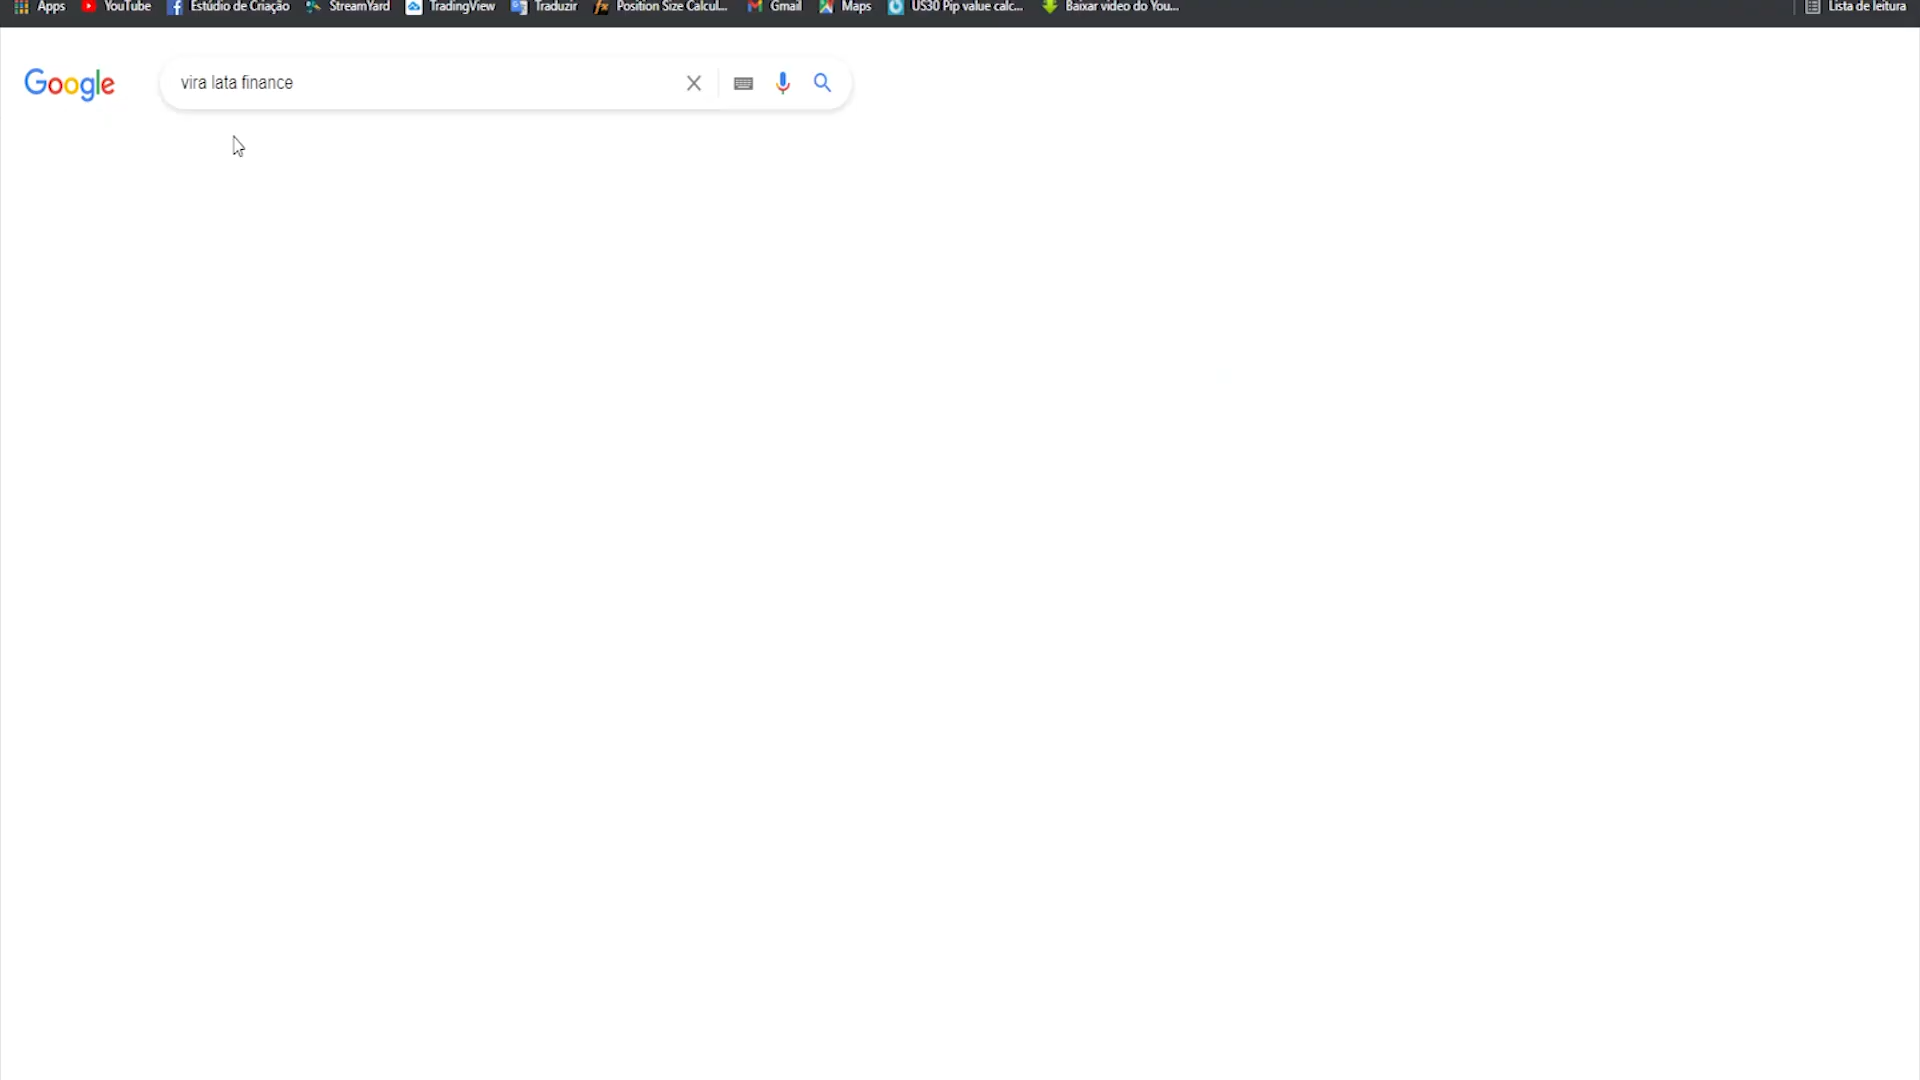 Apps YouTube Estúdio de Criação StreamYard TradingView Traduzir Position Size Calcul... Gmail Maps US30 Pip value calc... Baixar video do You... Lista de leitura
Google vira lata finance